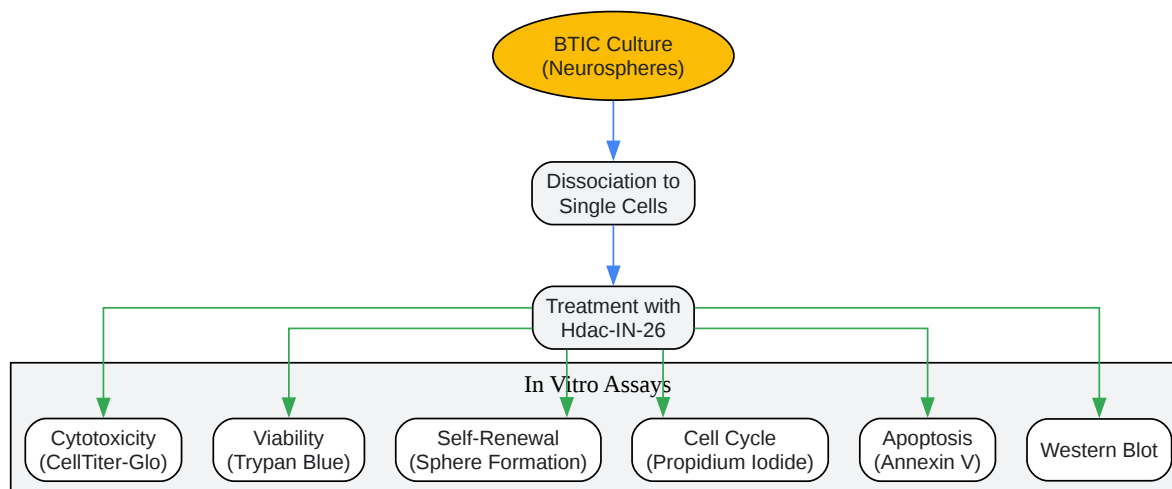 BTIC Culture
(Neurospheres)
Dissociation to
Single Cells
Treatment with
Hdac-IN-26
In Vitro Assays
Cytotoxicity
(CellTiter-Glo)
Viability
(Trypan Blue)
Self-Renewal
(Sphere Formation)
Cell Cycle
(Propidium Iodide)
Apoptosis
(Annexin V)
Western Blot